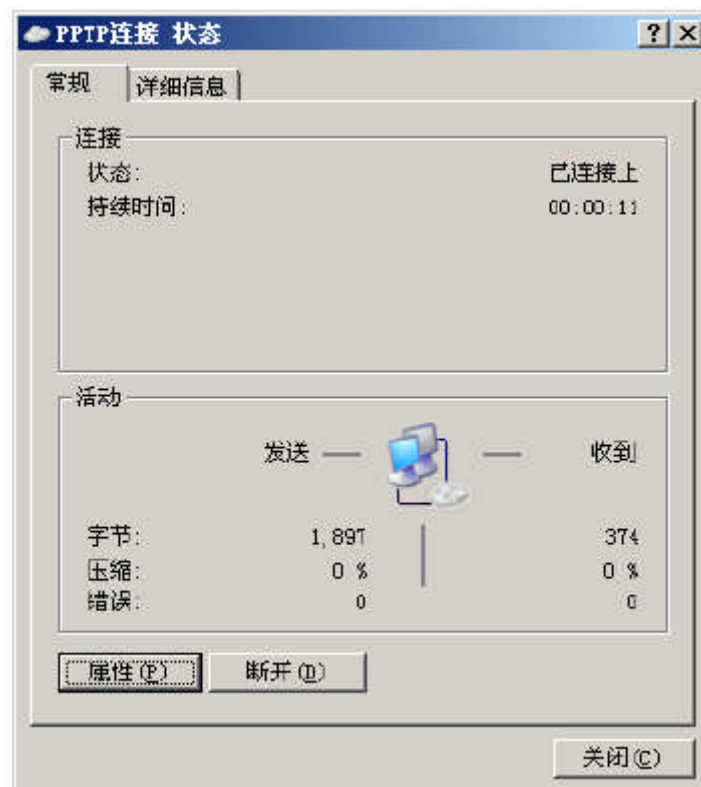 PPTP连接 状态
常规 详细信息
连接
状态: 已连接上
持续时间: 00:00:11
活动
发送 收到
字节: 1,897 374
压缩: 0 % 0 %
错误: 0 0
属性(P) 断开(D)
关闭(C)